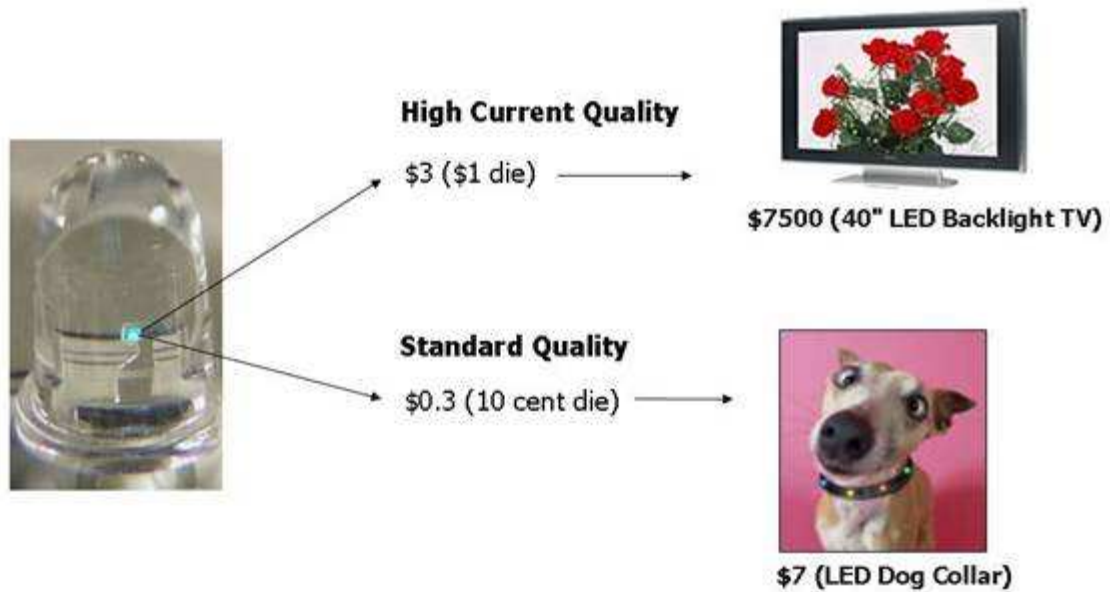 High Current Quality
$3 ($1 die)
$7500 (40" LED Backlight TV)
Standard Quality
$0.3 (10 cent die)
$7 (LED Dog Collar)